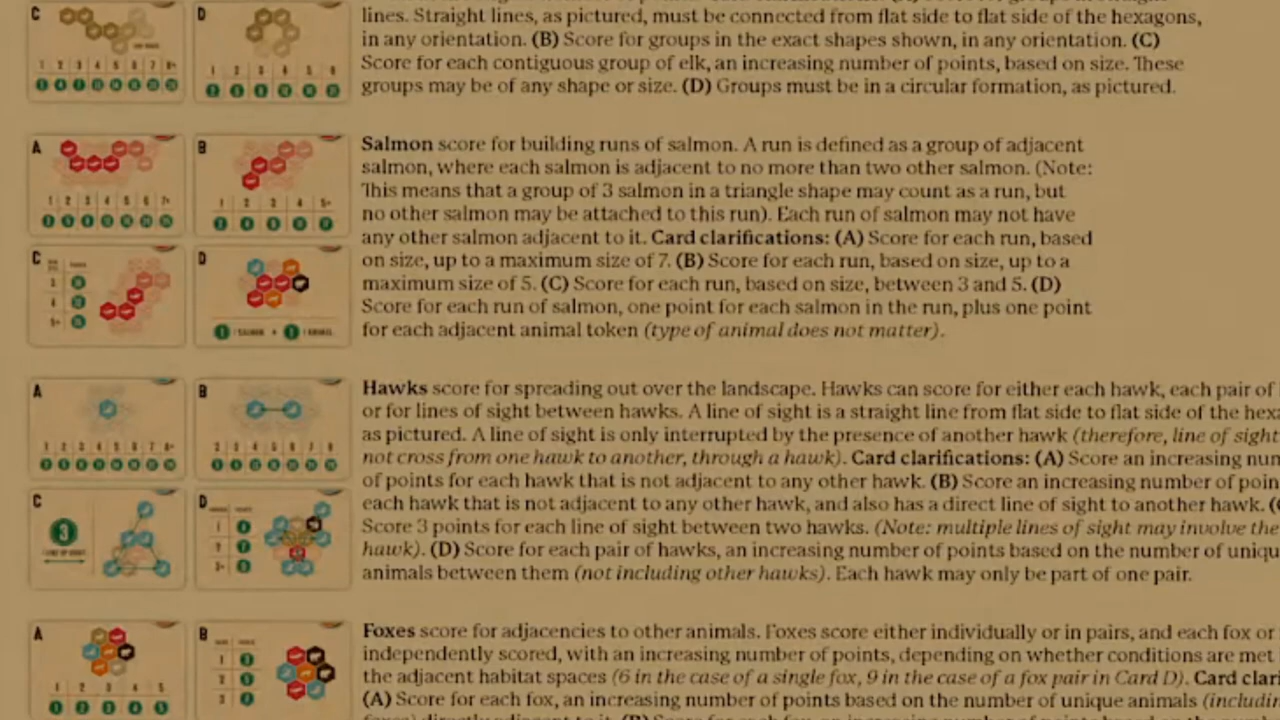 lines. Straight lines, as pictured, must be connected from flat side to flat side of the hexagons,
in any orientation. (B) Score for groups in the exact shapes shown, in any orientation. (C)
Score for each contiguous group of elk, an increasing number of points, based on size. These
groups may be of any shape or size. (D) Groups must be in a circular formation, as pictured.
C
D
Salmon score for building runs of salmon. A run is defined as a group of adjacent
salmon, where each salmon is adjacent to no more than two other salmon. (Note:
This means that a group of 3 salmon in a triangle shape may count as a run, but
no other salmon may be attached to this run). Each run of salmon may not have
any other salmon adjacent to it. Card clarifications: (A) Score for each run, based
on size, up to a maximum size of 7. (B) Score for each run, based on size, up to a
maximum size of 5. (C) Score for each run, based on size, between 3 and 5. (D)
Score for each run of salmon, one point for each salmon in the run, plus one point
for each adjacent animal token (type of animal does not matter).
A
B
C
D
Hawks score for spreading out over the landscape. Hawks can score for either each hawk, each pair of
or for lines of sight between hawks. A line of sight is a straight line from flat side to flat side of the hexa
as pictured. A line of sight is only interrupted by the presence of another hawk (therefore, line of sight
not cross from one hawk to another, through a hawk). Card clarifications: (A) Score an increasing num
of points for each hawk that is not adjacent to any other hawk. (B) Score an increasing number of poin
each hawk that is not adjacent to any other hawk, and also has a direct line of sight to another hawk. (
Score 3 points for each line of sight between two hawks. (Note: multiple lines of sight may involve the
hawk). (D) Score for each pair of hawks, an increasing number of points based on the number of uniqu
animals between them (not including other hawks). Each hawk may only be part of one pair.
A
B
C
3
D
Foxes score for adjacencies to other animals. Foxes score either individually or in pairs, and each fox or
independently scored, with an increasing number of points, depending on whether conditions are met
the adjacent habitat spaces (6 in the case of a single fox, 9 in the case of a fox pair in Card D). Card clari
(A) Score for each fox, an increasing number of points based on the number of unique animals (includin
A
B